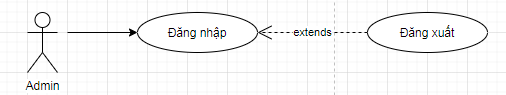 Đăng nhập
extends
Đăng xuất
Admin